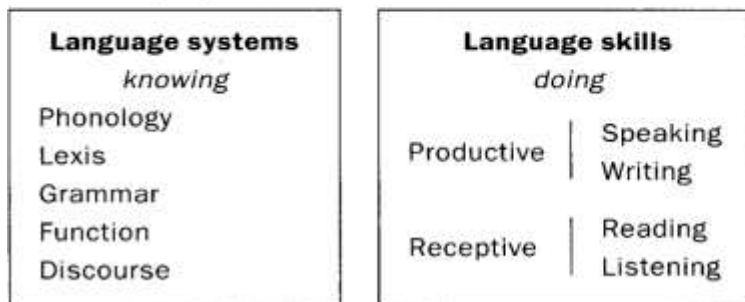 Language systems
knowing
Phonology
Lexis
Grammar
Function
Discourse
Language skills
doing
Productive
Speaking
Writing
Receptive
Reading
Listening